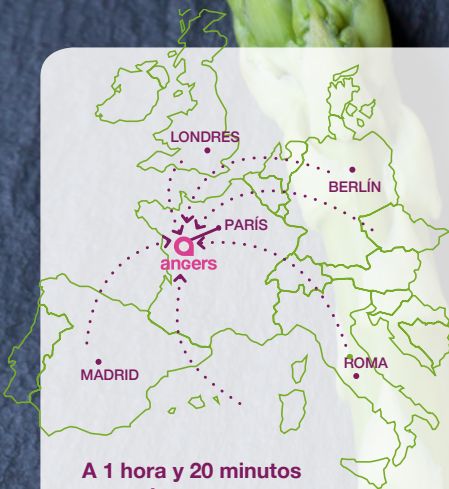 LONDRES
BERLÍN
PARÍS
angers
ROMA
MADRID
A 1 hora y 20 minutos